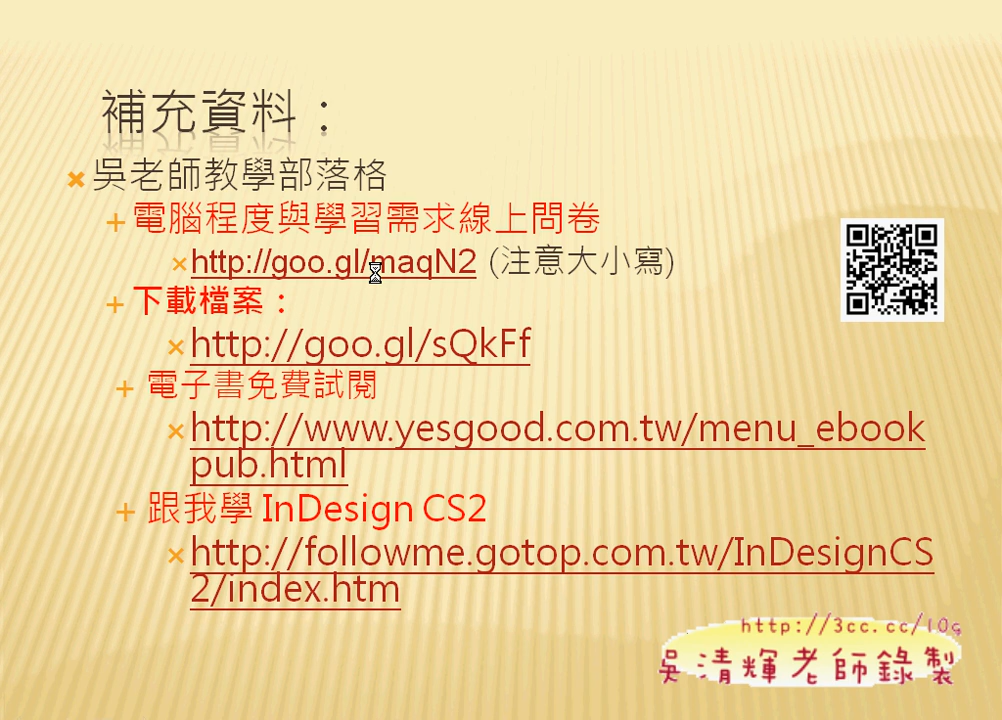 補充資料：
吳老師教學部落格
電腦程度與學習需求線上問卷
http://goo.gl/maqN2 (注意大小寫)
下載檔案：
http://goo.gl/sQkFf
電子書免費試閱
http://www.yesgood.com.tw/menu_ebook
pub.html
跟我學 InDesign CS2
http://followme.gotop.com.tw/InDesignCS
2/index.htm
http://3cc.cc/10g
吳清輝老師錄製